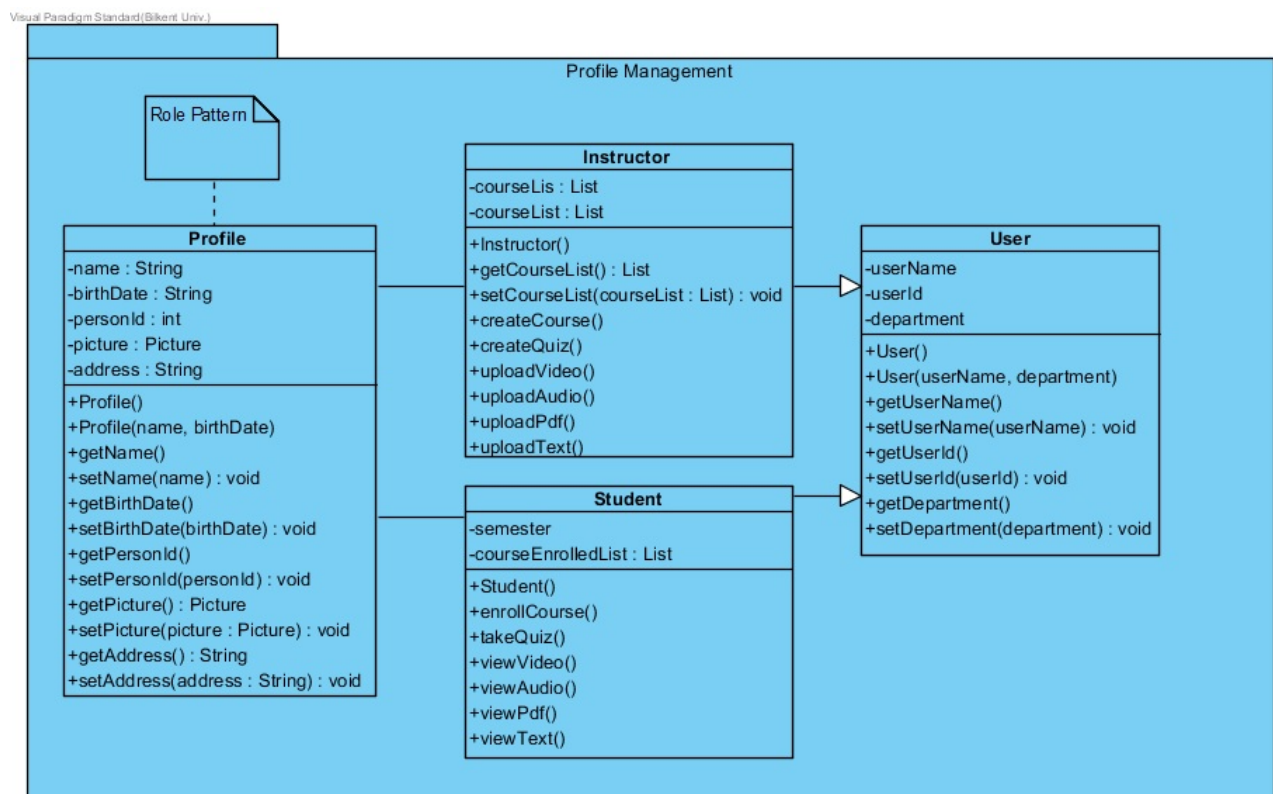 Visual Paradigm Standard(Bilkent Univ.)
Profile Management
Role Pattern
Profile
-name : String
-birthDate : String
-personId : int
-picture : Picture
-address : String
+Profile()
+Profile(name, birthDate)
+getName()
+setName(name) : void
+getBirthDate()
+setBirthDate(birthDate) : void
+getPersonId()
+setPersonId(personId) : void
+getPicture() : Picture
+setPicture(picture : Picture) : void
+getAddress() : String
+setAddress(address : String) : void
Instructor
-courseLis : List
-courseList : List
+Instructor()
+getCourseList() : List
+setCourseList(courseList : List) : void
+createCourse()
+createQuiz()
+uploadVideo()
+uploadAudio()
+uploadPdf()
+uploadText()
Student
-semester
-courseEnrolledList : List
+Student()
+enrollCourse()
+takeQuiz()
+viewVideo()
+viewAudio()
+viewPdf()
+viewText()
User
-userName
-userId
-department
+User()
+User(userName, department)
+getUserName()
+setUserName(userName) : void
+getUserId()
+setUserId(userId) : void
+getDepartment()
+setDepartment(department) : void